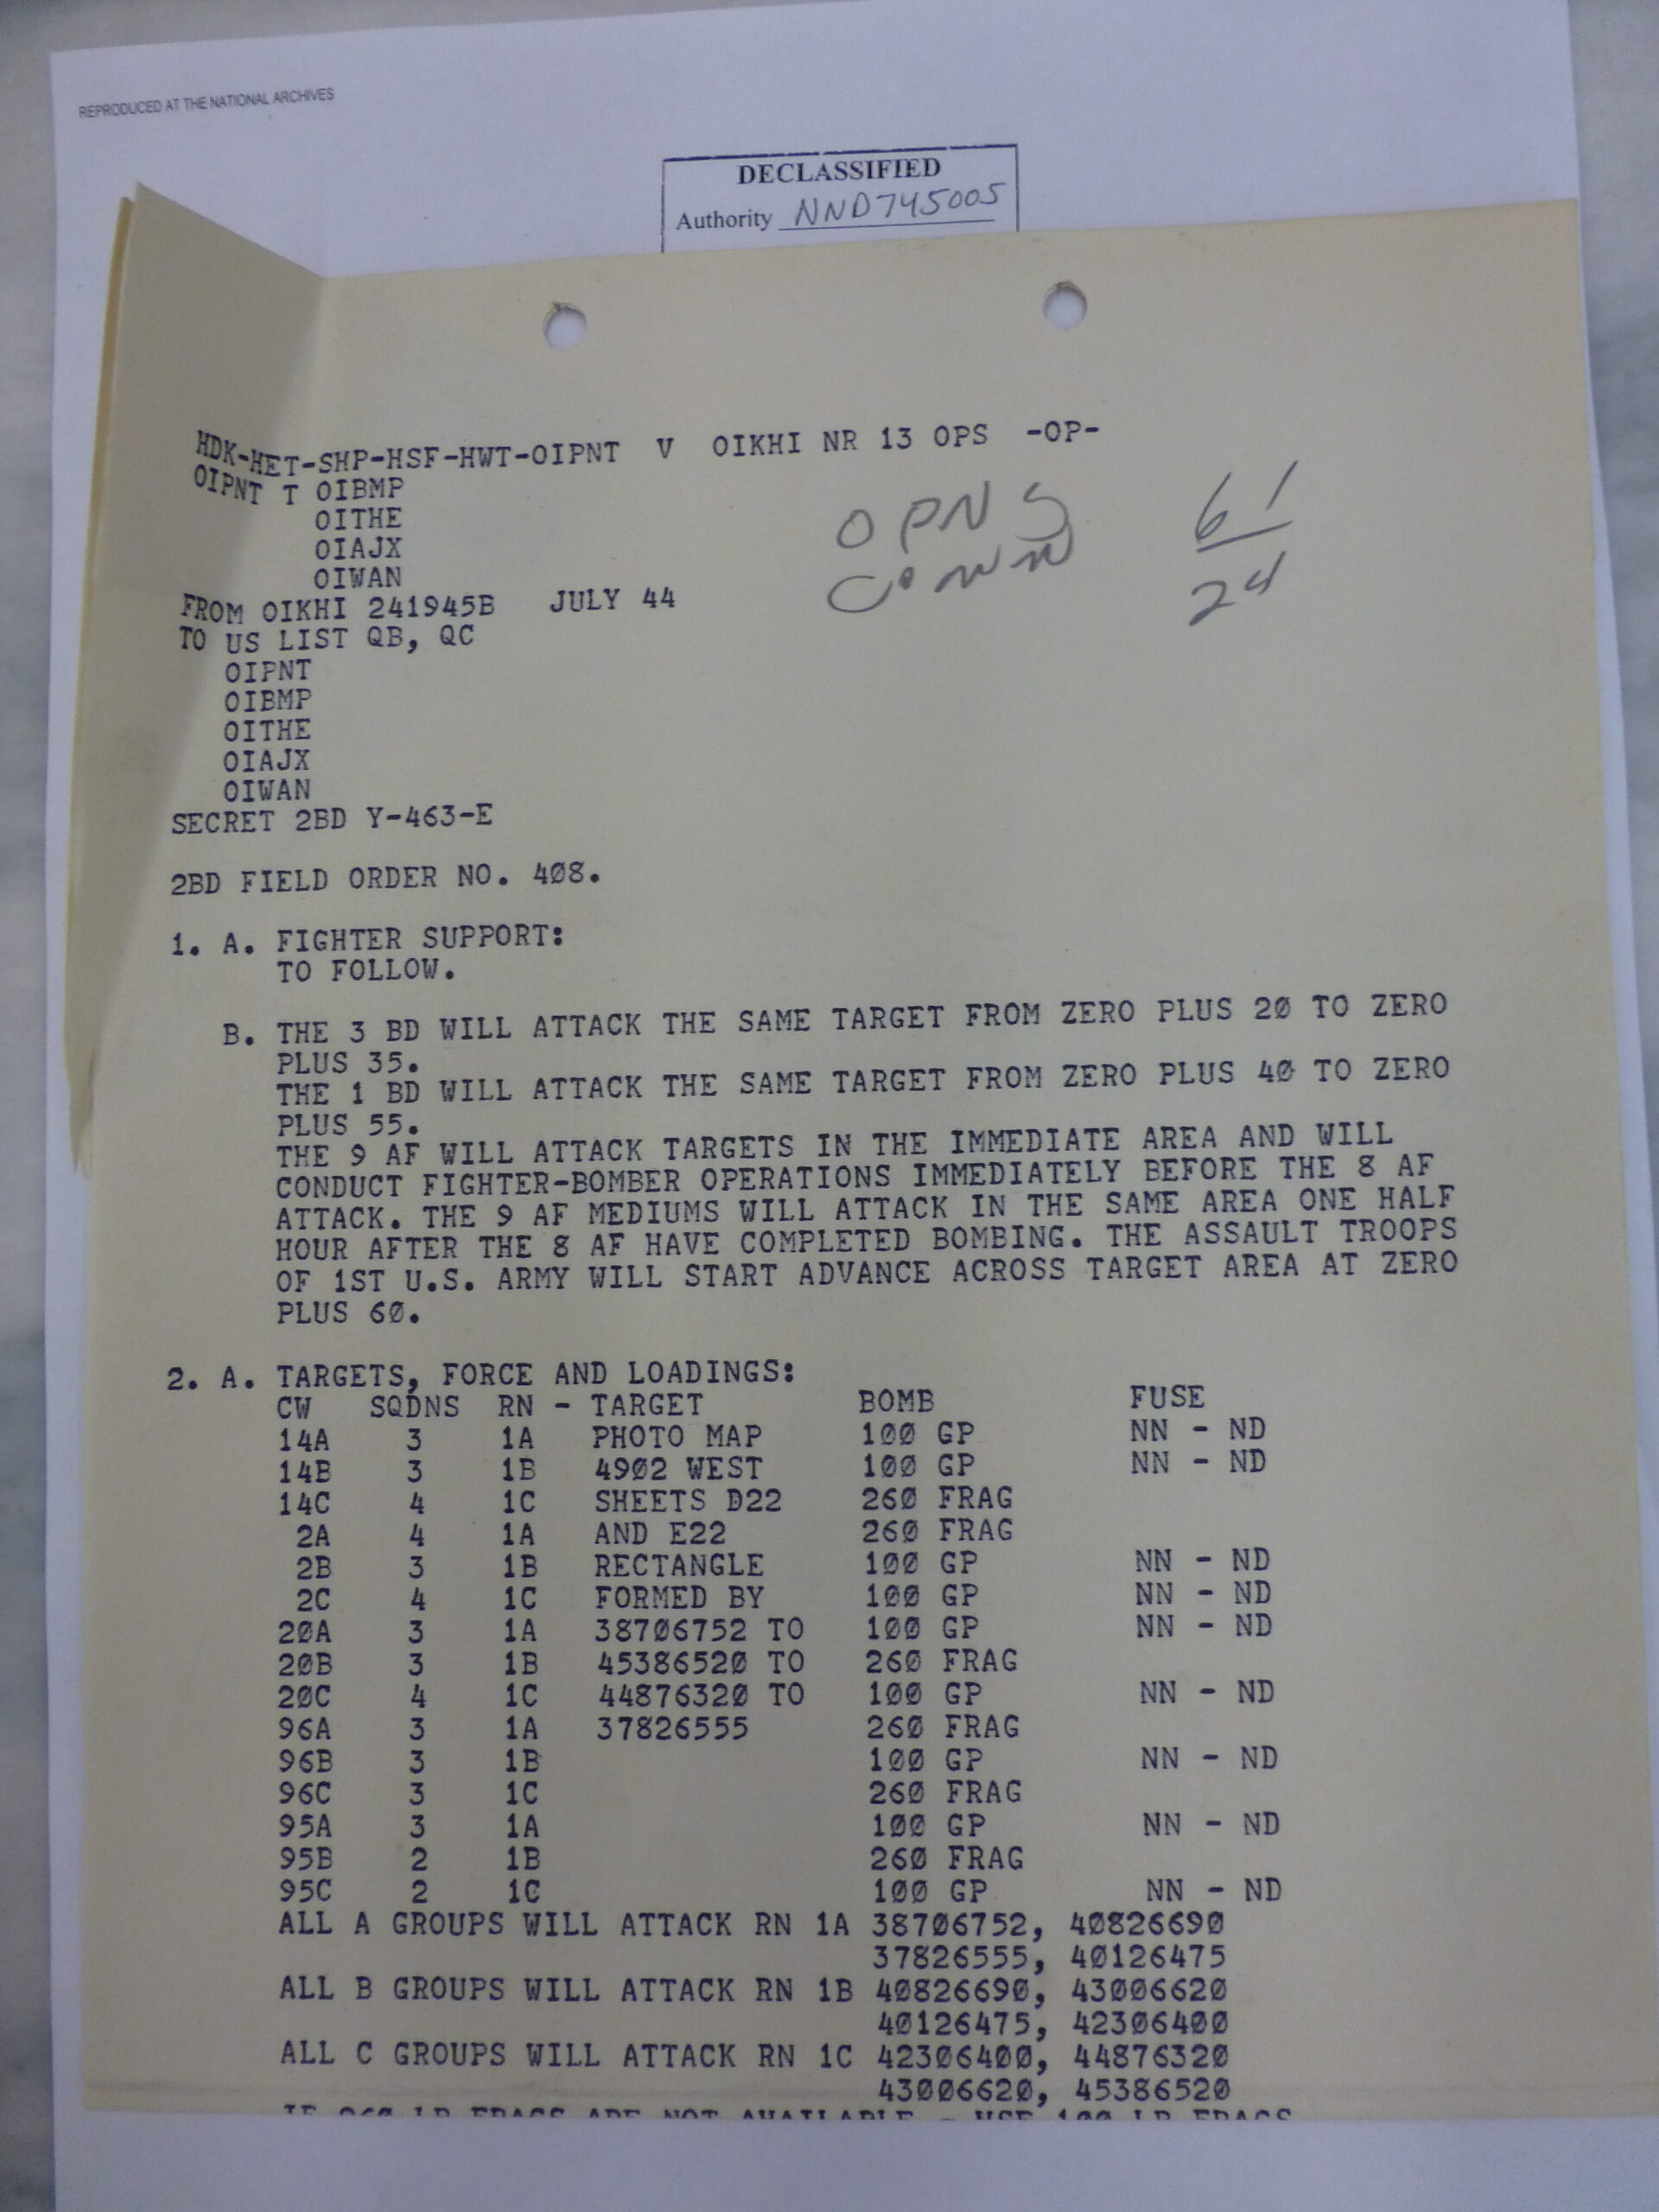 REPRODUCED AT THE NATIONAL ARCHIVES
DECLASSIFIED
Authority NND745005
HDK-HET-SHP-HSF-HWT-OIPNT V OIKHI NR 13 OPS -OP-
OIPNT T OIBMP
OITHE
OIAJX
OIWAN
OPNS 61
COMN 24
FROM OIKHI 241945B JULY 44
TO US LIST QB, QC
OIPNT
OIBMP
OITHE
OIAJX
OIWAN
SECRET 2BD Y-463-E
2BD FIELD ORDER NO. 408.
1. A. FIGHTER SUPPORT:
TO FOLLOW.
B. THE 3 BD WILL ATTACK THE SAME TARGET FROM ZERO PLUS 20 TO ZERO
PLUS 35.
THE 1 BD WILL ATTACK THE SAME TARGET FROM ZERO PLUS 40 TO ZERO
PLUS 55.
THE 9 AF WILL ATTACK TARGETS IN THE IMMEDIATE AREA AND WILL
CONDUCT FIGHTER-BOMBER OPERATIONS IMMEDIATELY BEFORE THE 8 AF
ATTACK. THE 9 AF MEDIUMS WILL ATTACK IN THE SAME AREA ONE HALF
HOUR AFTER THE 8 AF HAVE COMPLETED BOMBING. THE ASSAULT TROOPS
OF 1ST U.S. ARMY WILL START ADVANCE ACROSS TARGET AREA AT ZERO
PLUS 60.
2. A. TARGETS, FORCE AND LOADINGS:
CW SQDNS RN - TARGET BOMB FUSE
14A 3 1A PHOTO MAP 100 GP NN - ND
14B 3 1B 4902 WEST 100 GP NN - ND
14C 4 1C SHEETS D22 260 FRAG
2A 4 1A AND E22 260 FRAG
2B 3 1B RECTANGLE 100 GP NN - ND
2C 4 1C FORMED BY 100 GP NN - ND
20A 3 1A 38706752 TO 100 GP NN - ND
20B 3 1B 45386520 TO 260 FRAG
20C 4 1C 44876320 TO 100 GP NN - ND
96A 3 1A 37826555 260 FRAG
96B 3 1B 100 GP NN - ND
96C 3 1C 260 FRAG
95A 3 1A 100 GP NN - ND
95B 2 1B 260 FRAG
95C 2 1C 100 GP NN - ND
ALL A GROUPS WILL ATTACK RN 1A 38706752, 40826690
37826555, 40126475
ALL B GROUPS WILL ATTACK RN 1B 40826690, 43006620
40126475, 42306400
ALL C GROUPS WILL ATTACK RN 1C 42306400, 44876320
43006620, 45386520
IF 260 LB FRAGS ARE NOT AVAILABLE - USE 100 LB FRAGS